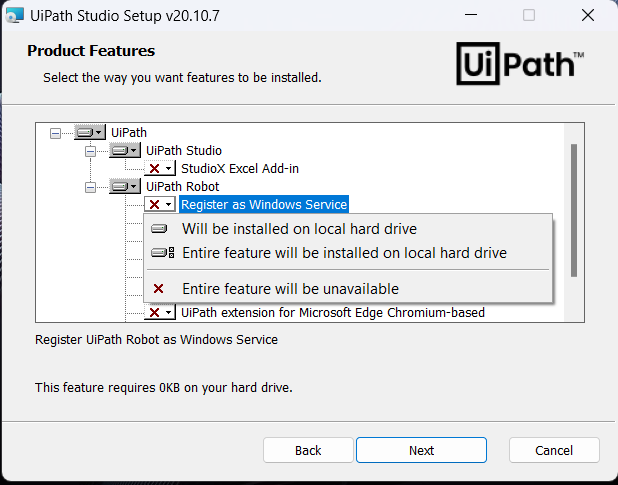 UiPath Studio Setup v20.10.7
Product Features
Select the way you want features to be installed.
Ui Path™
UiPath
UiPath Studio
StudioX Excel Add-in
UiPath Robot
Register as Windows Service
Will be installed on local hard drive
Entire feature will be installed on local hard drive
Entire feature will be unavailable
UiPath extension for Microsoft Edge Chromium-based
Register UiPath Robot as Windows Service
This feature requires 0KB on your hard drive.
Back
Next
Cancel